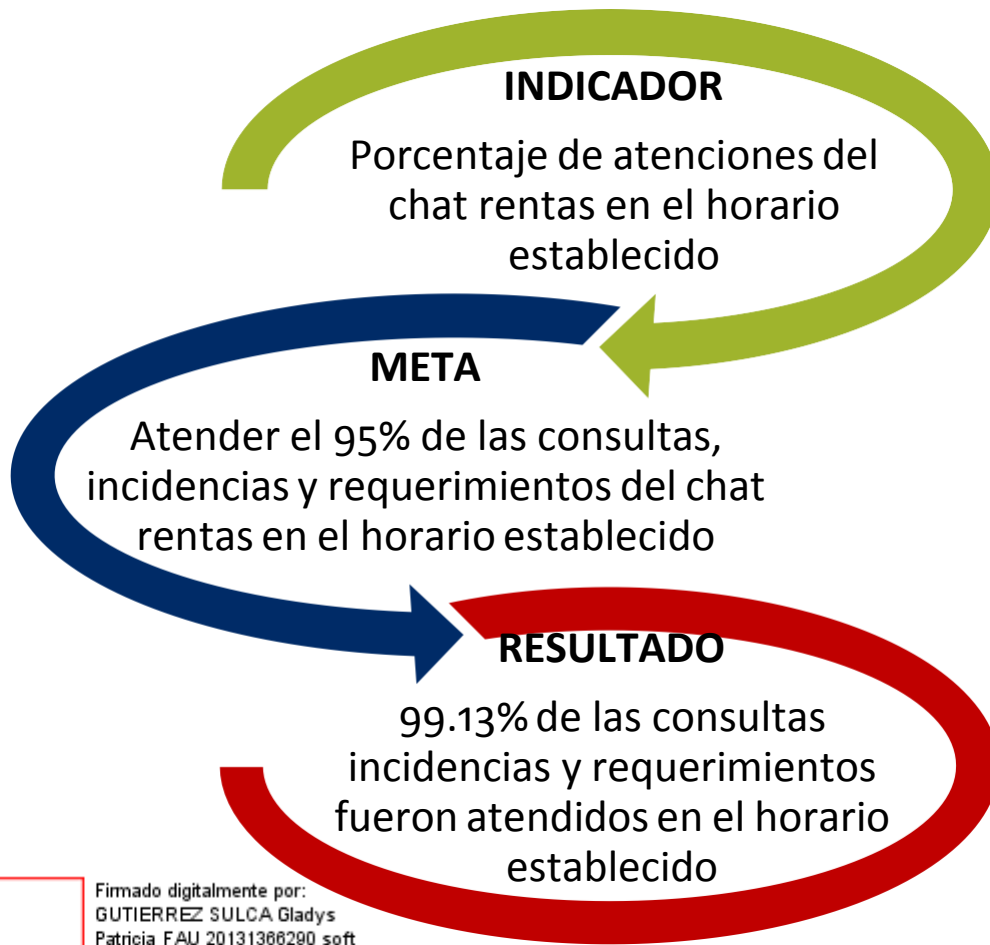 INDICADOR
Porcentaje de atenciones del
chat rentas en el horario
establecido
META
Atender el 95% de las consultas,
incidencias y requerimientos del chat
rentas en el horario establecido
RESULTADO
99.13% de las consultas
incidencias y requerimientos
fueron atendidos en el horario
establecido
Firmado digitalmente por:
GUTIERREZ SULCA Gladys
Patricia FAU 20131366290 soft